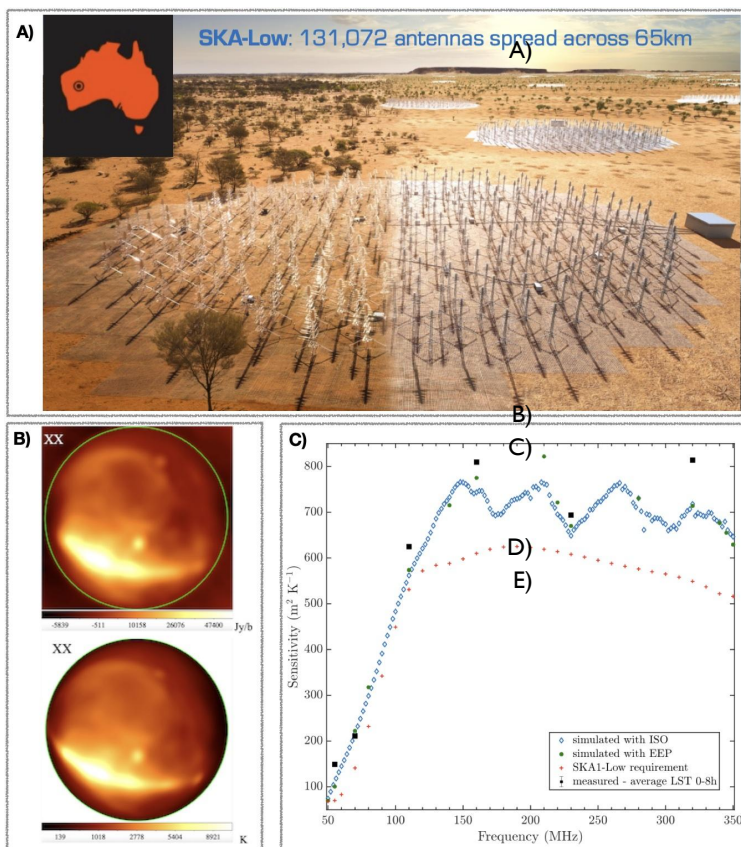 A)
SKA-Low: 131,072 antennas spread across 65km
A)
B)
XX
-5839 -511 10158 26076 47400 Jy/b
XX
139 1018 2778 5404 8921 K
B)
C)
C)
D)
E)
800
700
600
500
400
300
200
100
Sensitivity (m² K⁻¹)
simulated with ISO
simulated with EEP
SKA1-Low requirement
measured - average LST 0-8h
50 100 150 200 250 300 350
Frequency (MHz)